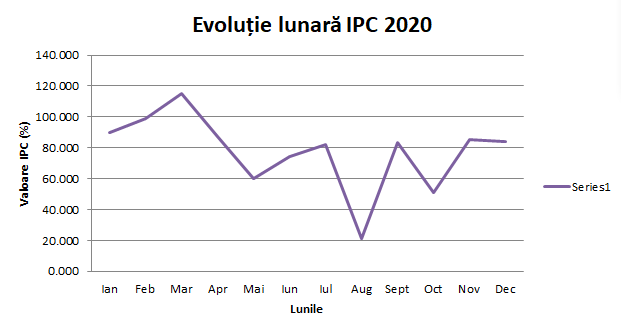 Evoluție lunară IPC 2020
140.000
120.000
100.000
80.000
60.000
40.000
20.000
0.000
Valoare IPC (%)
Ian Feb Mar Apr Mai Iun Iul Aug Sept Oct Nov Dec
Lunile
Series1